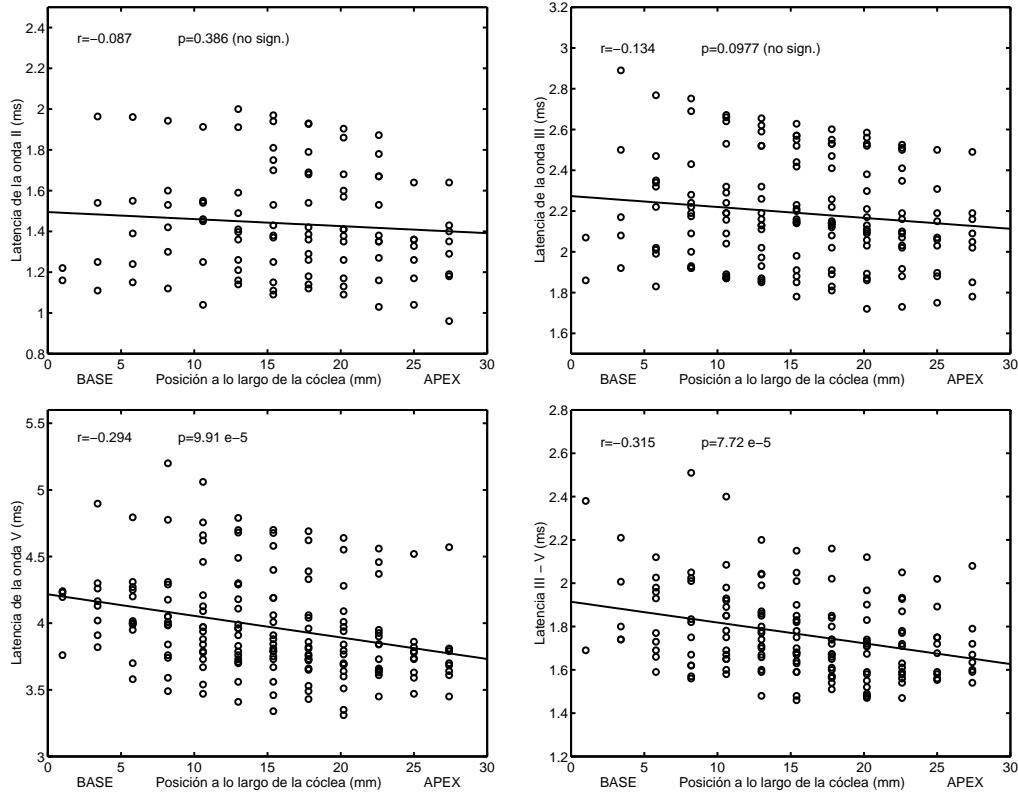 2.4
2.2
2
1.8
1.6
1.4
1.2
1
0.8
Latencia de la onda II (ms)
r=−0.087 p=0.386 (no sign.)
0 5 10 15 20 25 30
BASE Posición a lo largo de la cóclea (mm) APEX
3.2
3
2.8
2.6
2.4
2.2
2
1.8
1.6
Latencia de la onda III (ms)
r=−0.134 p=0.0977 (no sign.)
0 5 10 15 20 25 30
BASE Posición a lo largo de la cóclea (mm) APEX
5.5
5
4.5
4
3.5
3
Latencia de la onda V (ms)
r=−0.294 p=9.91 e−5
0 5 10 15 20 25 30
BASE Posición a lo largo de la cóclea (mm) APEX
2.8
2.6
2.4
2.2
2
1.8
1.6
1.4
1.2
Latencia III − V (ms)
r=−0.315 p=7.72 e−5
0 5 10 15 20 25 30
BASE Posición a lo largo de la cóclea (mm) APEX